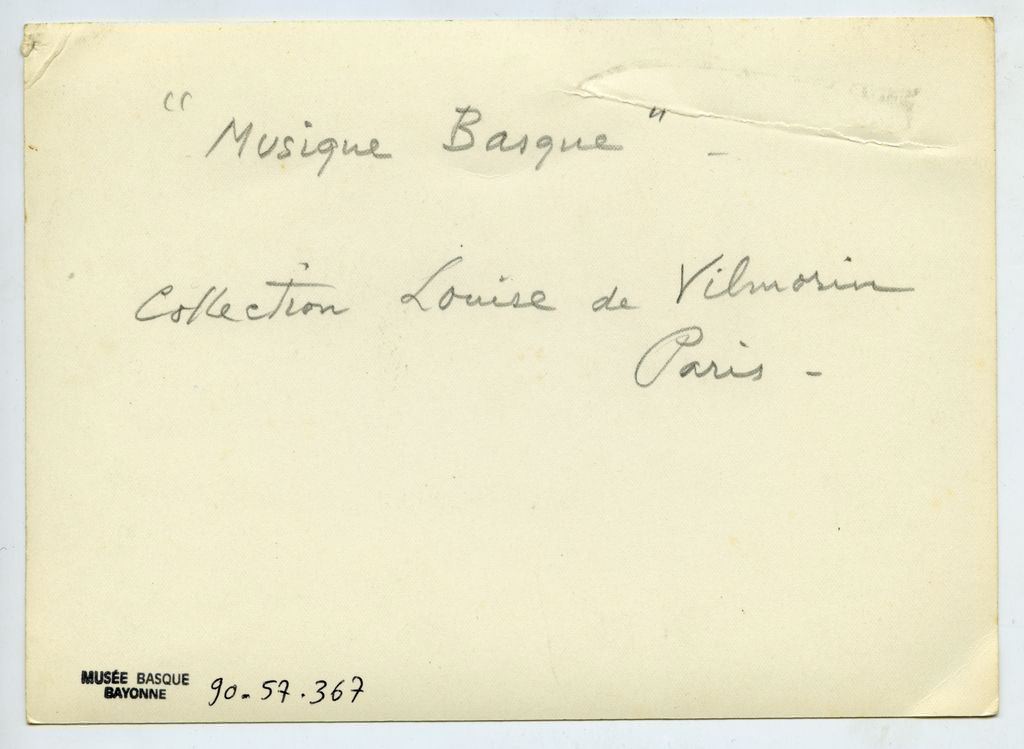 " Musique Basque " -
Collection Louise de Vilmorin
Paris -
MUSÉE BASQUE
BAYONNE
90-57.367